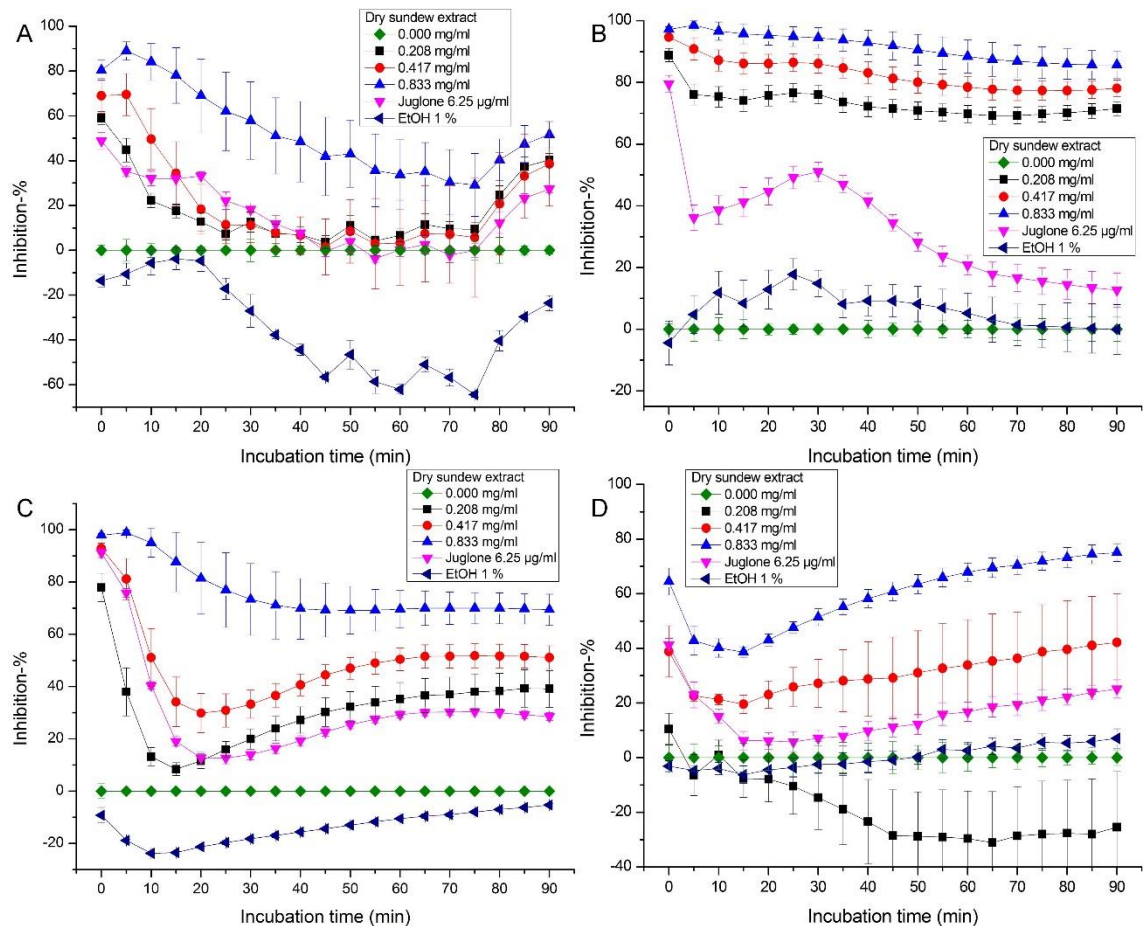 A
Dry sundew extract
0.000 mg/ml
0.208 mg/ml
0.417 mg/ml
0.833 mg/ml
Juglone 6.25 µg/ml
EtOH 1 %
100
80
60
40
20
0
-20
-40
-60
Inhibition-%
0 10 20 30 40 50 60 70 80 90
Incubation time (min)
B
Dry sundew extract
0.000 mg/ml
0.208 mg/ml
0.417 mg/ml
0.833 mg/ml
Juglone 6.25 µg/ml
EtOH 1 %
100
80
60
40
20
0
-20
Inhibition-%
0 10 20 30 40 50 60 70 80 90
Incubation time (min)
C
Dry sundew extract
0.000 mg/ml
0.208 mg/ml
0.417 mg/ml
0.833 mg/ml
Juglone 6.25 µg/ml
EtOH 1 %
100
80
60
40
20
0
-20
Inhibition-%
0 10 20 30 40 50 60 70 80 90
Incubation time (min)
D
Dry sundew extract
0.000 mg/ml
0.208 mg/ml
0.417 mg/ml
0.833 mg/ml
Juglone 6.25 µg/ml
EtOH 1 %
100
80
60
40
20
0
-20
-40
Inhibition-%
0 10 20 30 40 50 60 70 80 90
Incubation time (min)